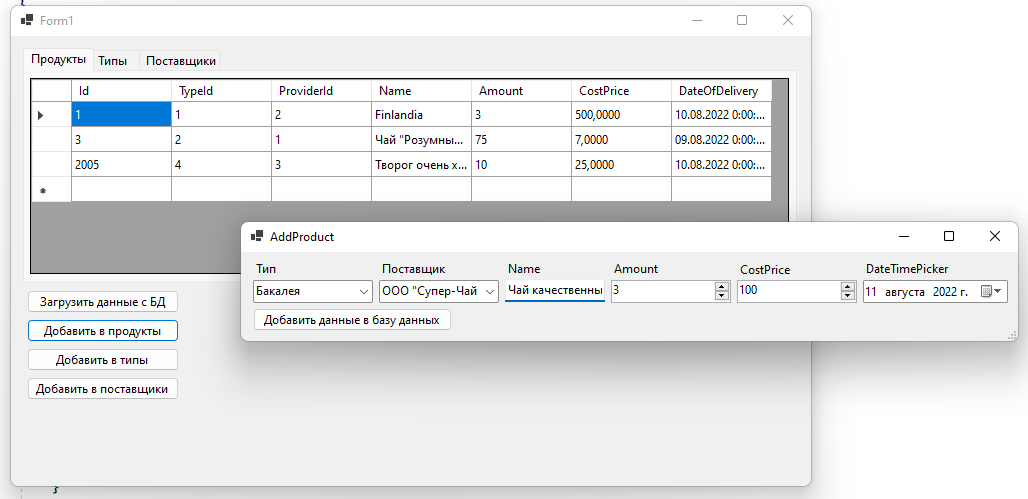 Form1
Продукты Типы Поставщики
Id TypeId ProviderId Name Amount CostPrice DateOfDelivery
1 1 2 Finlandia 3 500,0000 10.08.2022 0:00:...
3 2 1 Чай "Розумны... 75 7,0000 09.08.2022 0:00:...
2005 4 3 Творог очень х... 10 25,0000 10.08.2022 0:00:...
AddProduct
Тип Поставщик Name Amount CostPrice DateTimePicker
Бакалея ООО "Супер-Чай Чай качественны 3 100 11 августа 2022 г.
Добавить данные в базу данных
Загрузить данные с БД
Добавить в продукты
Добавить в типы
Добавить в поставщики
}